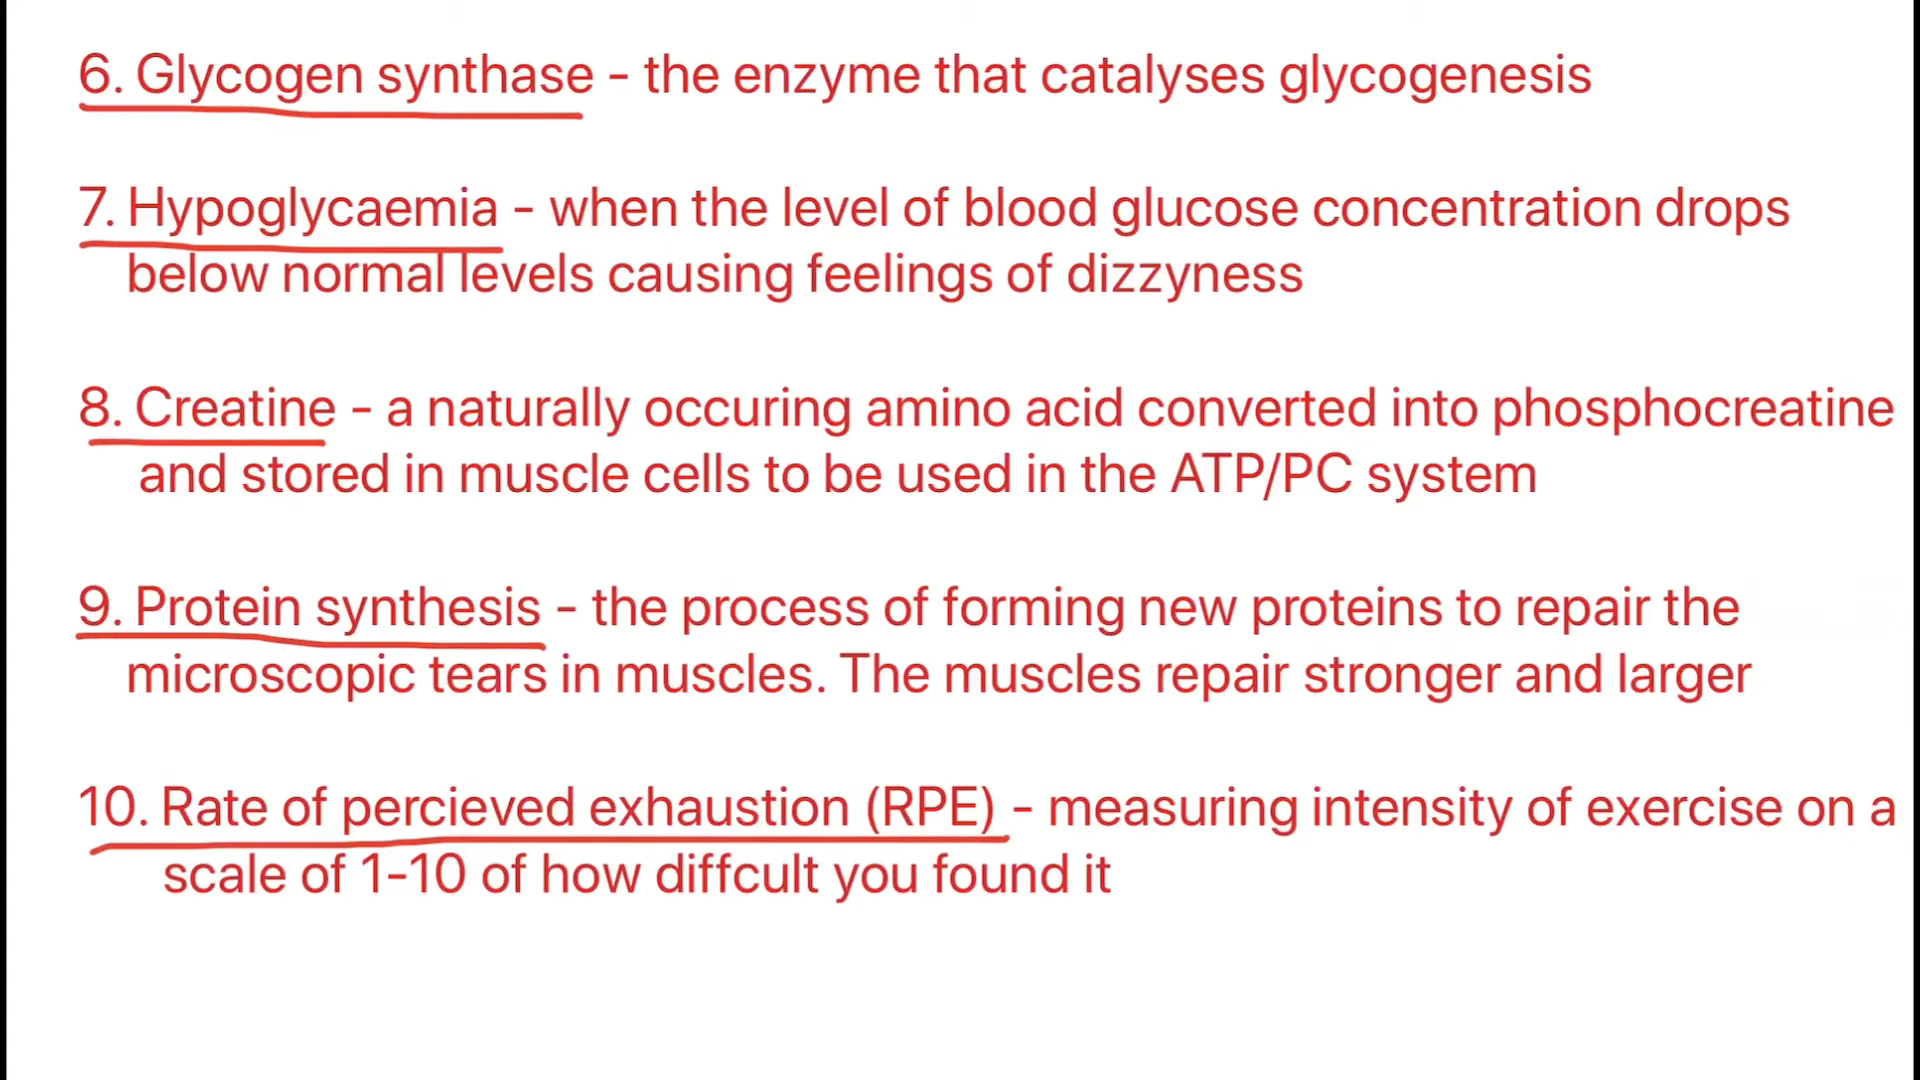 6. Glycogen synthase - the enzyme that catalyses glycogenesis
7. Hypoglycaemia - when the level of blood glucose concentration drops
below normal levels causing feelings of dizzyness
8. Creatine - a naturally occuring amino acid converted into phosphocreatine
and stored in muscle cells to be used in the ATP/PC system
9. Protein synthesis - the process of forming new proteins to repair the
microscopic tears in muscles. The muscles repair stronger and larger
10. Rate of percieved exhaustion (RPE) - measuring intensity of exercise on a
scale of 1-10 of how diffcult you found it